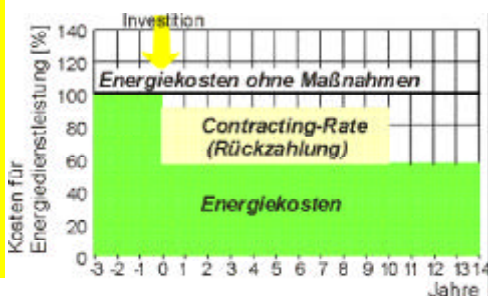 Investition
Kosten für
Energiedienstleistung [%]
140
120
100
80
60
40
20
0
Energiekosten ohne Maßnahmen
Contracting-Rate
(Rückzahlung)
Energiekosten
-3 -2 -1 0 1 2 3 4 5 6 7 8 9 10 11 12 13 14
Jahre